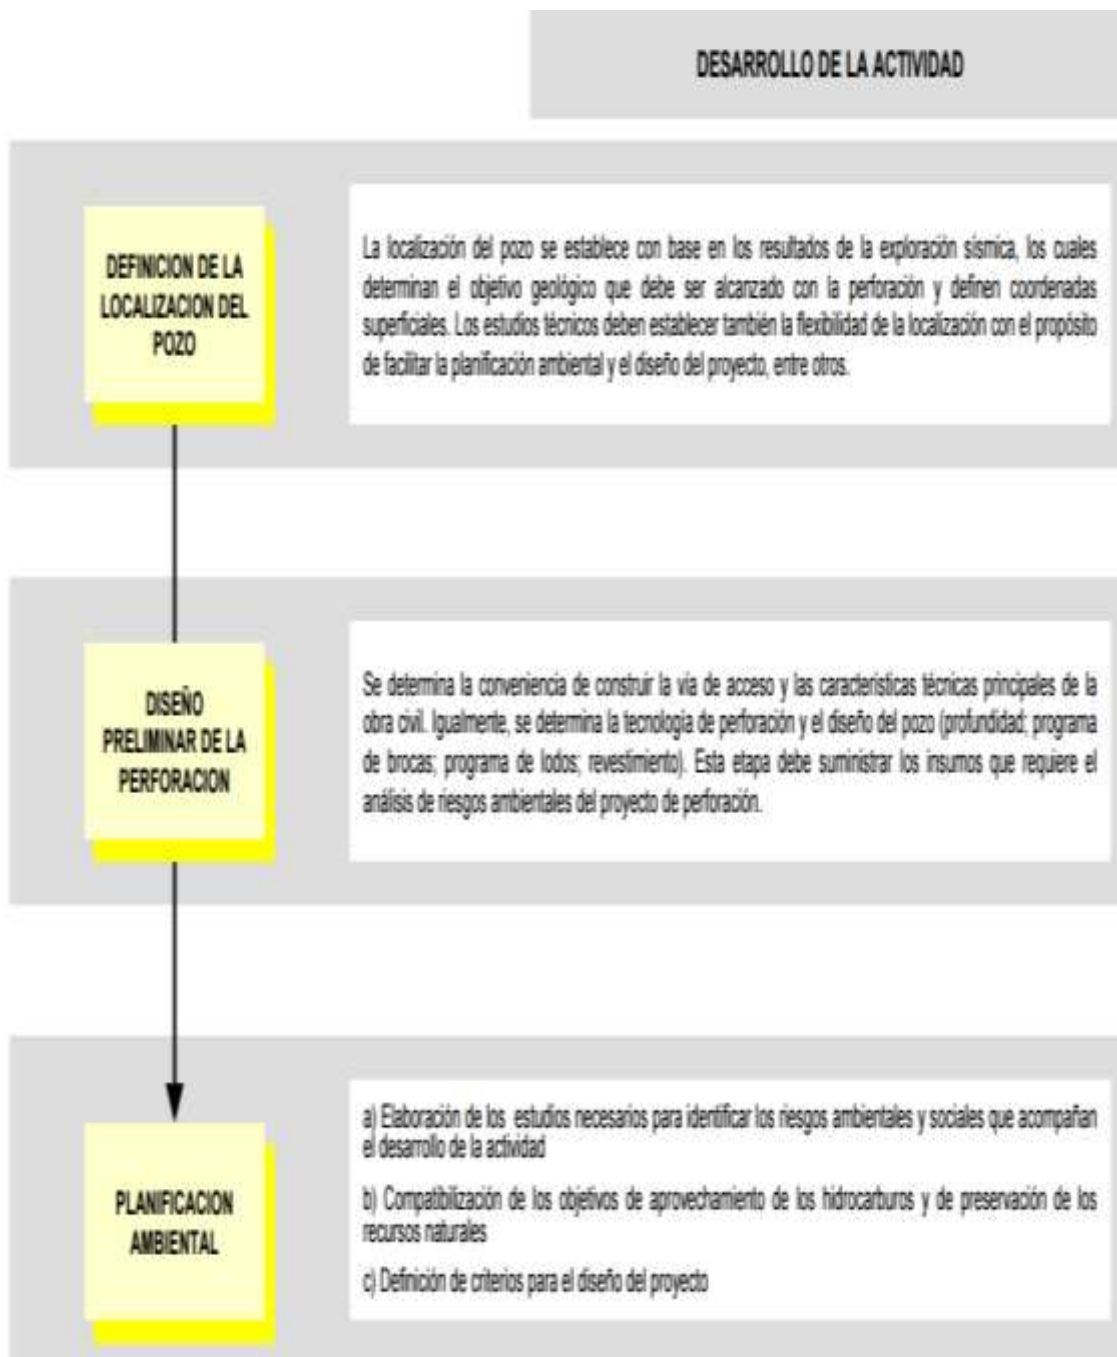 DESARROLLO DE LA ACTIVIDAD
DEFINICION DE LA
LOCALIZACION DEL
POZO
La localización del pozo se establece con base en los resultados de la exploración sísmica, los cuales
determinan el objetivo geológico que debe ser alcanzado con la perforación y definen coordenadas
superficiales. Los estudios técnicos deben establecer también la flexibilidad de la localización con el propósito
de facilitar la planificación ambiental y el diseño del proyecto, entre otros.
DISEÑO
PRELIMINAR DE LA
PERFORACION
Se determina la conveniencia de construir la vía de acceso y las características técnicas principales de la
obra civil. Igualmente, se determina la tecnología de perforación y el diseño del pozo (profundidad; programa
de brocas; programa de lodos; revestimiento). Esta etapa debe suministrar los insumos que requiere el
análisis de riesgos ambientales del proyecto de perforación.
PLANIFICACION
AMBIENTAL
a) Elaboración de los estudios necesarios para identificar los riesgos ambientales y sociales que acompañan
el desarrollo de la actividad
b) Compatibilización de los objetivos de aprovechamiento de los hidrocarburos y de preservación de los
recursos naturales
c) Definición de criterios para el diseño del proyecto